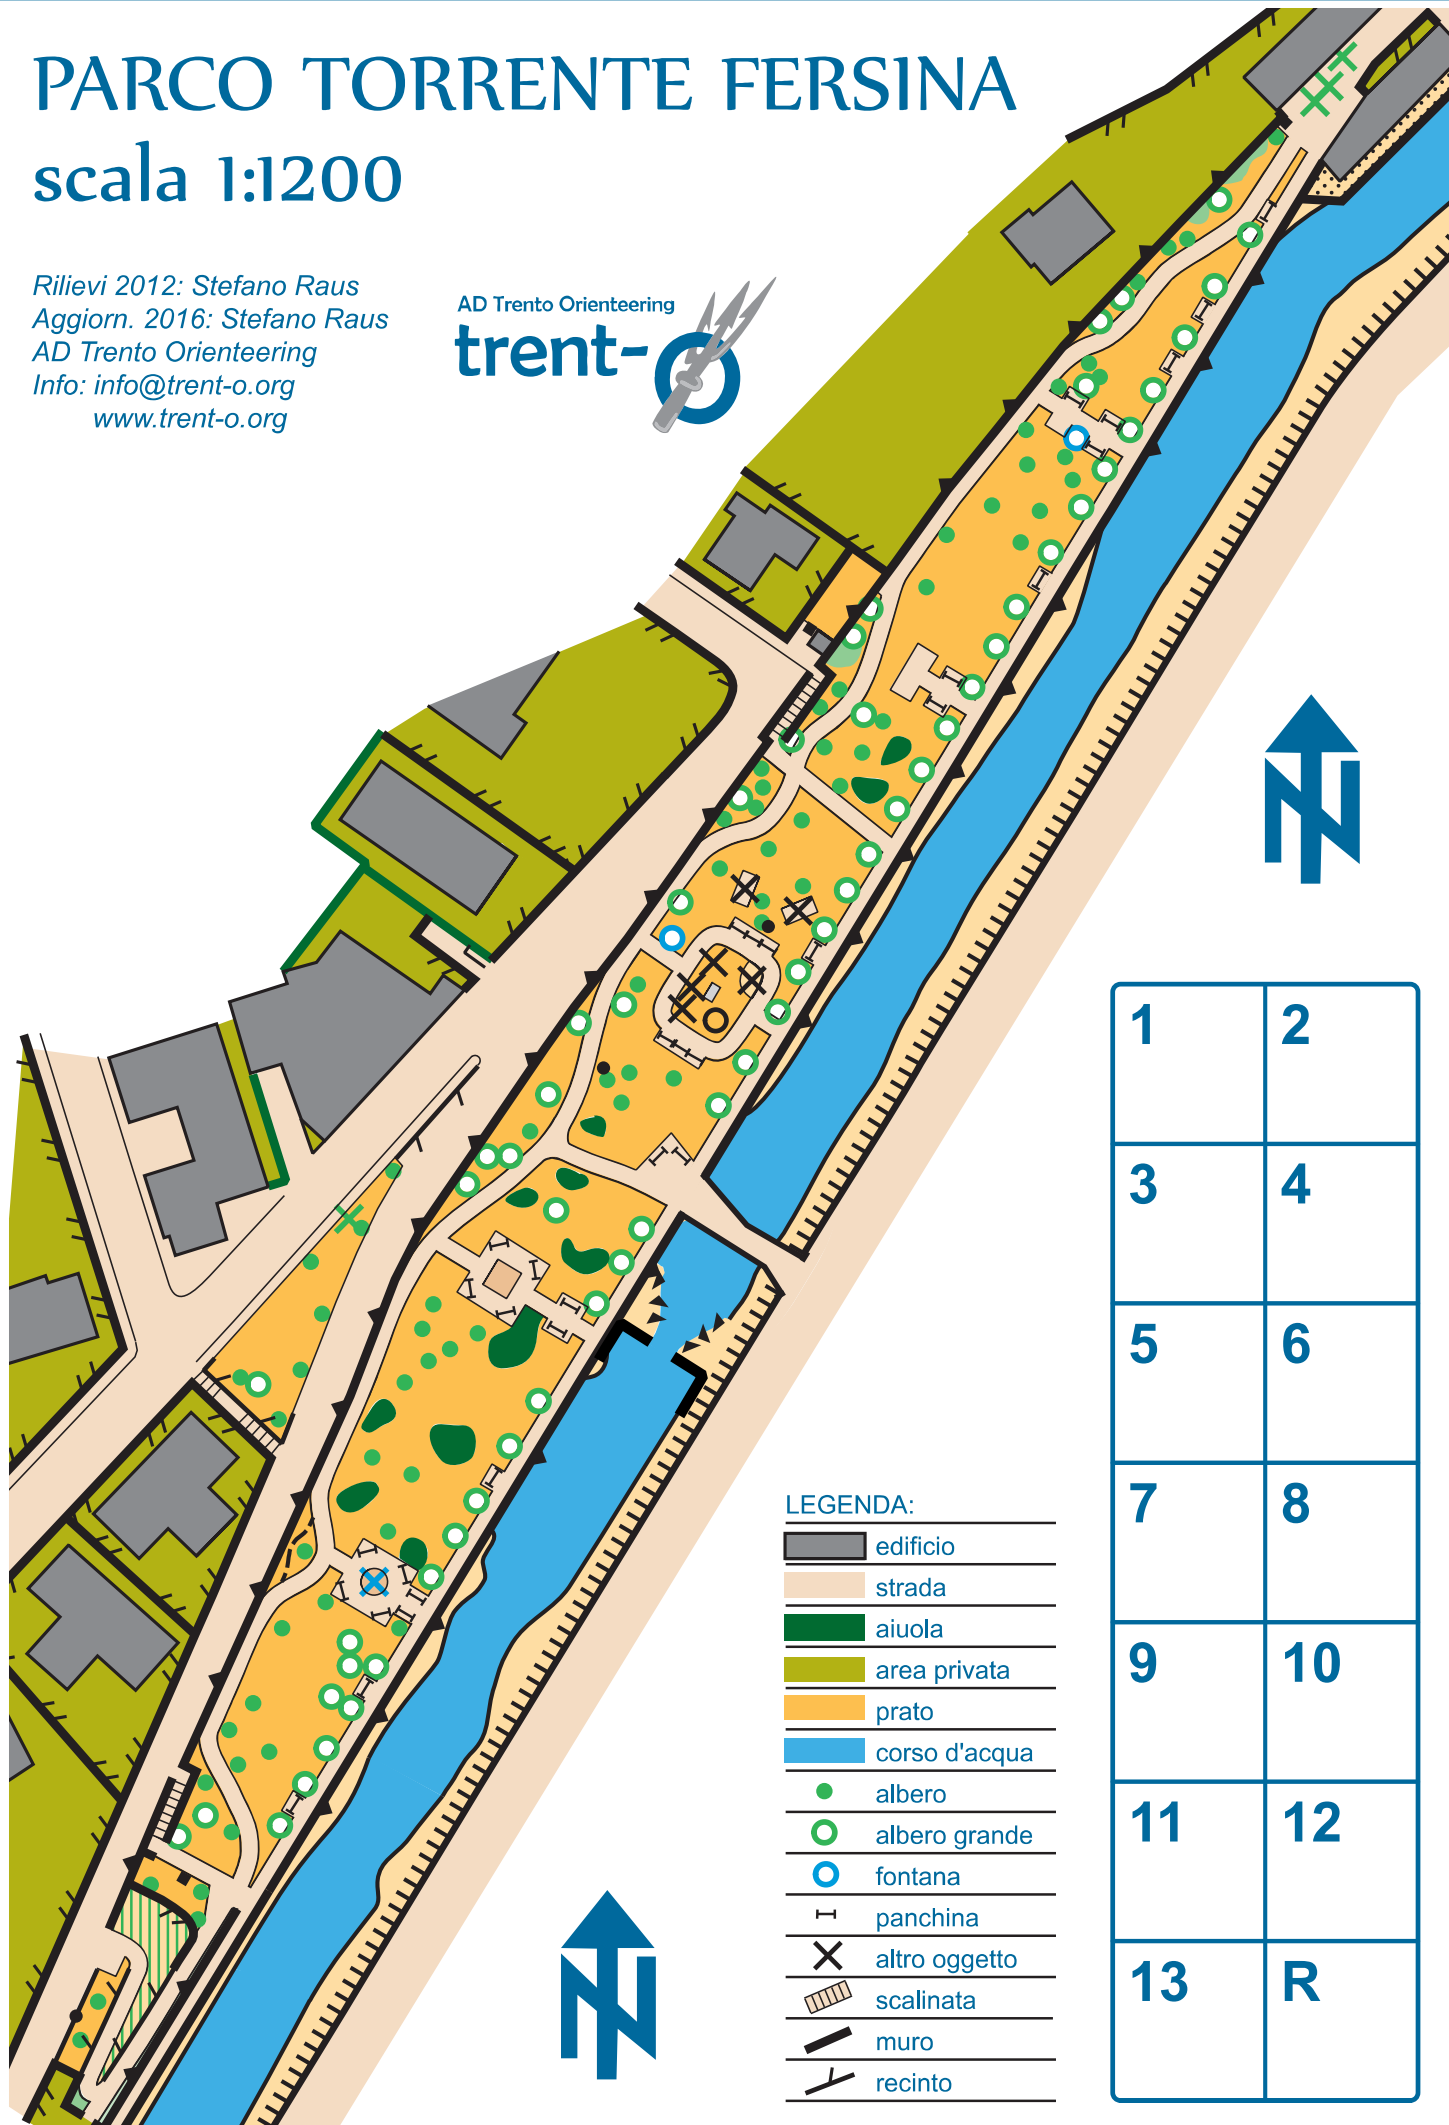 PARCO TORRENTE FERSINA
scala 1:1200
Rilievi 2012: Stefano Raus
Aggiorn. 2016: Stefano Raus
AD Trento Orienteering
Info: info@trent-o.org
www.trent-o.org
AD Trento Orienteering
trent-O
N
1 2
3 4
5 6
7 8
9 10
11 12
13 R
LEGENDA:
edificio
strada
aiuola
area privata
prato
corso d'acqua
albero
albero grande
fontana
panchina
altro oggetto
scalinata
muro
recinto
N